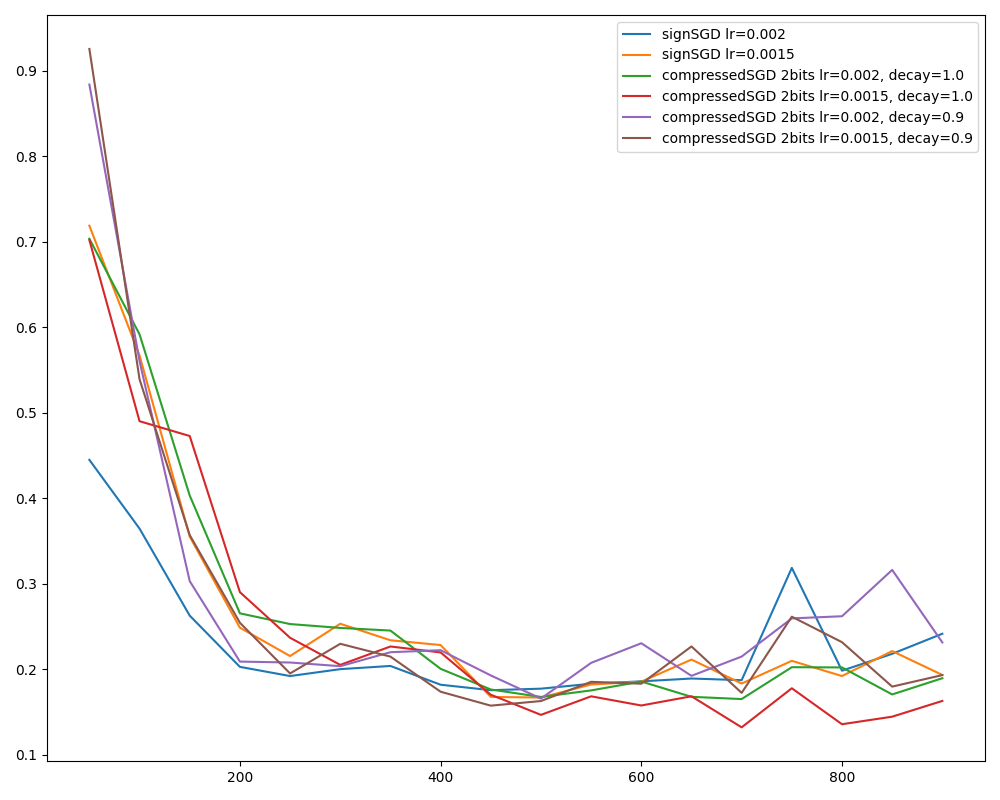 signSGD lr=0.002
signSGD lr=0.0015
compressedSGD 2bits lr=0.002, decay=1.0
compressedSGD 2bits lr=0.0015, decay=1.0
compressedSGD 2bits lr=0.002, decay=0.9
compressedSGD 2bits lr=0.0015, decay=0.9
0.9
0.8
0.7
0.6
0.5
0.4
0.3
0.2
0.1
200 400 600 800